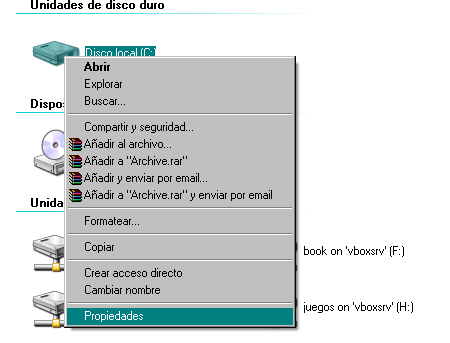 Unidades de disco duro
Disco local (C:)
Abrir
Explorar
Buscar...
Dispos
Compartir y seguridad...
Añadir al archivo...
Añadir a "Archive.rar"
Añadir y enviar por email...
Añadir a "Archive.rar" y enviar por email
Unida
Formatear...
Copiar
book on 'vboxsrv' (F:)
Crear acceso directo
Cambiar nombre
juegos on 'vboxsrv' (H:)
Propiedades